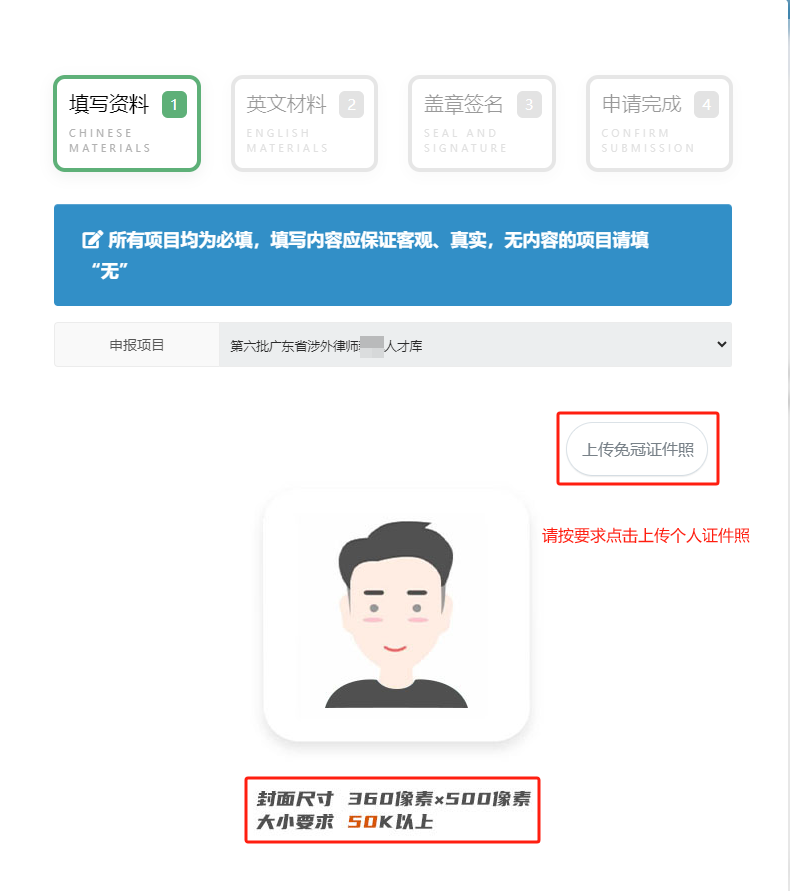 填写资料 1
CHINESE
MATERIALS
英文材料 2
ENGLISH
MATERIALS
盖章签名 3
SEAL AND
SIGNATURE
申请完成 4
CONFIRM
SUBMISSION
所有项目均为必填，填写内容应保证客观、真实，无内容的项目请填
“无”
申报项目
第六批广东省涉外律师 人才库
上传免冠证件照
请按要求点击上传个人证件照
封面尺寸 360像素×500像素
大小要求 50K以上